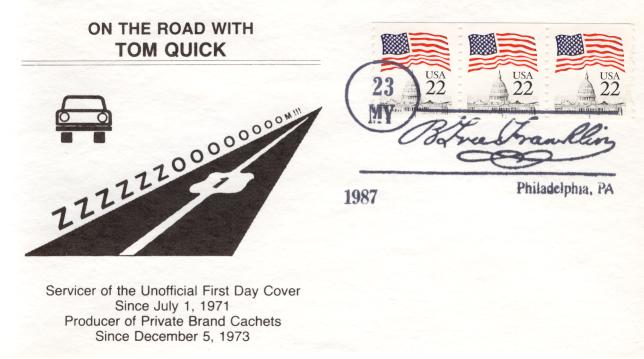 ON THE ROAD WITH
TOM QUICK
ZZZZZZZOOOOOOOOOM!!!
1
Servicer of the Unofficial First Day Cover
Since July 1, 1971
Producer of Private Brand Cachets
Since December 5, 1973
USA
22
USA
22
USA
22
23
MY
B Free Franklin
1987
Philadelphia, PA